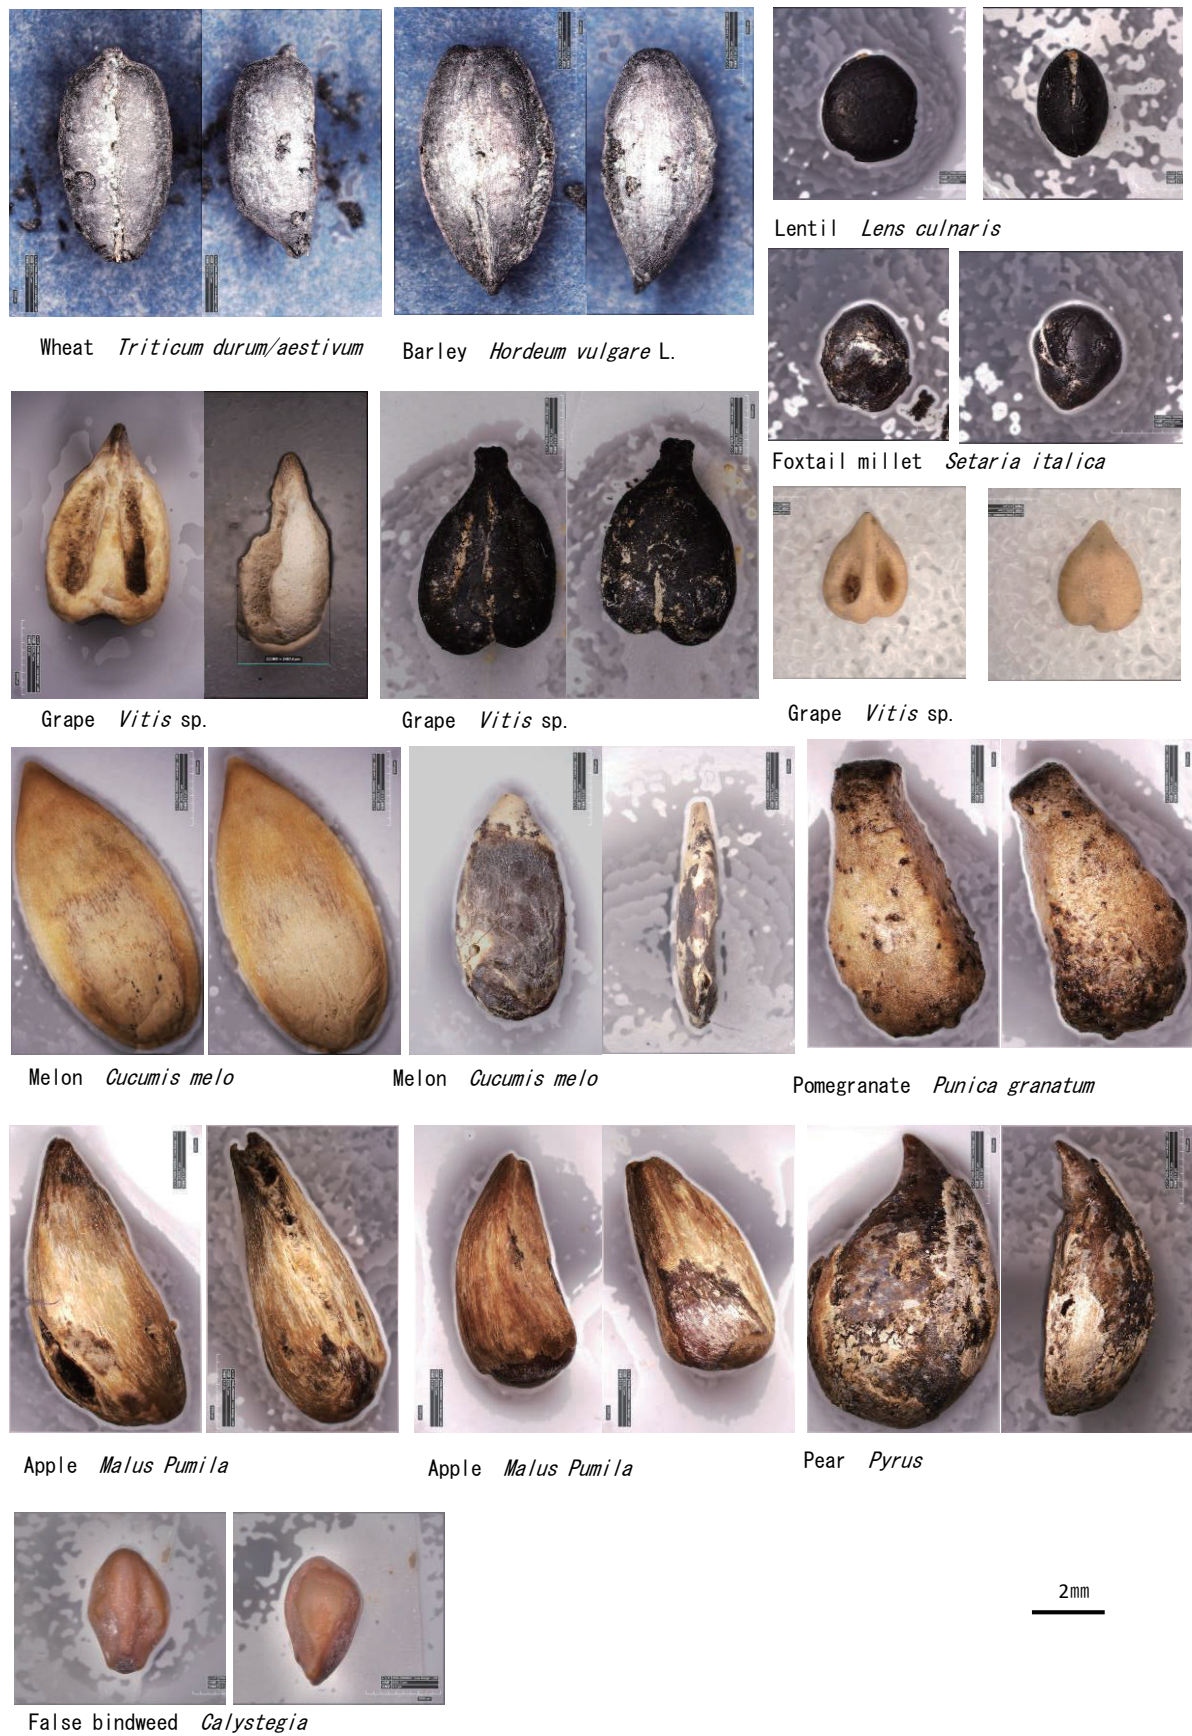 Lentil Lens culnaris
Wheat Triticum durum/aestivum
Barley Hordeum vulgare L.
Foxtail millet Setaria italica
Grape Vitis sp.
Grape Vitis sp.
Grape Vitis sp.
Melon Cucumis melo
Melon Cucumis melo
Pomegranate Punica granatum
Apple Malus Pumila
Apple Malus Pumila
Pear Pyrus
2mm
False bindweed Calystegia